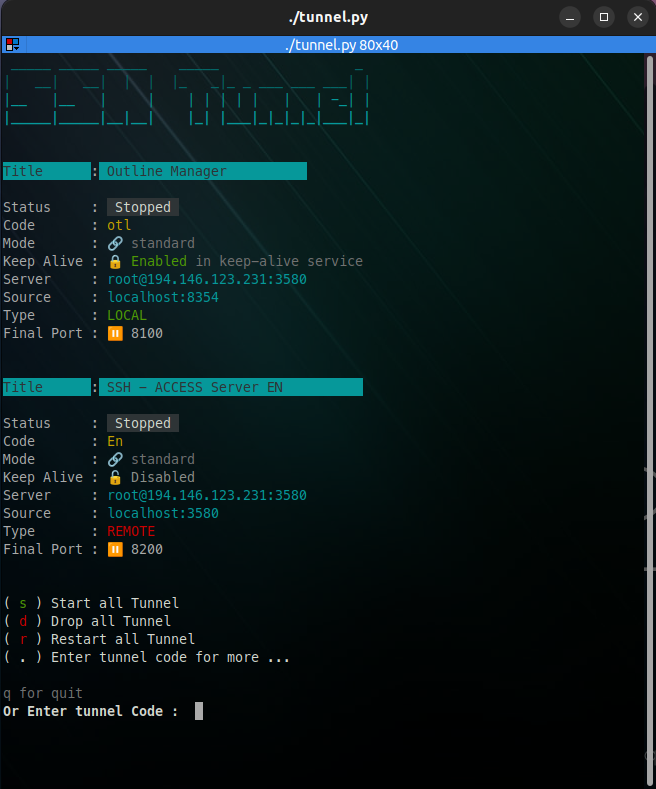 ./tunnel.py
./tunnel.py 80x40
SSH Tunnel
Title : Outline Manager
Status : Stopped
Code : otl
Mode : 🔗 standard
Keep Alive : 🔒 Enabled in keep-alive service
Server : root@194.146.123.231:3580
Source : localhost:8354
Type : LOCAL
Final Port : ⏸️ 8100
Title : SSH - ACCESS Server EN
Status : Stopped
Code : En
Mode : 🔗 standard
Keep Alive : 🔓 Disabled
Server : root@194.146.123.231:3580
Source : localhost:3580
Type : REMOTE
Final Port : ⏸️ 8200
( s ) Start all Tunnel
( d ) Drop all Tunnel
( r ) Restart all Tunnel
( . ) Enter tunnel code for more ...
q for quit
Or Enter tunnel Code :